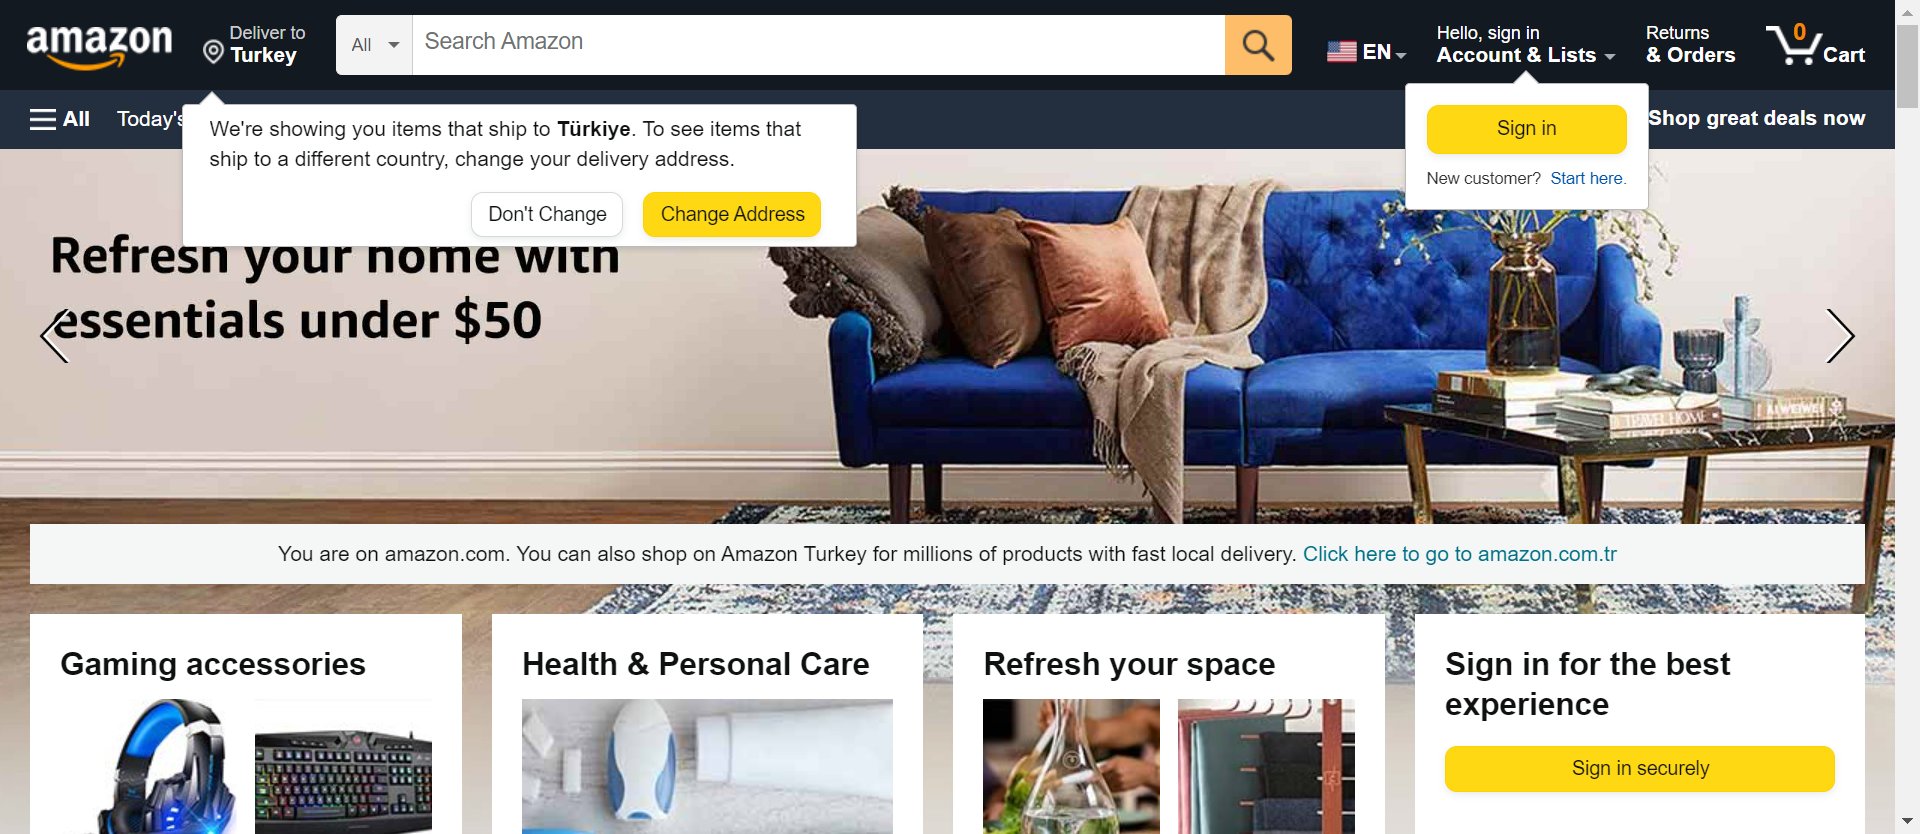 amazon
Deliver to
Turkey
All
Search Amazon
EN
Hello, sign in
Account & Lists
Returns
& Orders
0
Cart
All
Today's
Shop great deals now
We're showing you items that ship to Türkiye. To see items that
ship to a different country, change your delivery address.
Don't Change
Change Address
Sign in
New customer? Start here.
Refresh your home with
essentials under $50
TRAVEL HOME
AI WEIWEI
You are on amazon.com. You can also shop on Amazon Turkey for millions of products with fast local delivery. Click here to go to amazon.com.tr
Gaming accessories
Health & Personal Care
Refresh your space
Sign in for the best
experience
Sign in securely